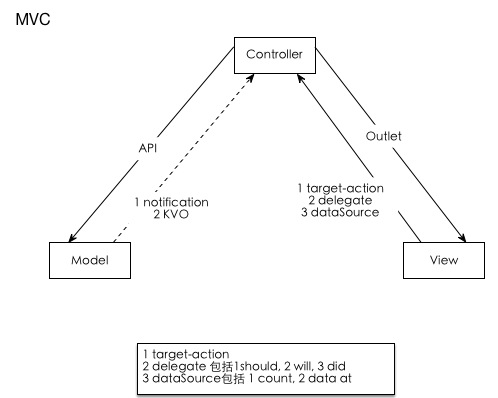 MVC
Controller
Outlet
API
1 target-action
2 delegate
3 dataSource
1 notification
2 KVO
Model
View
1 target-action
2 delegate 包括1should, 2 will, 3 did
3 dataSource包括 1 count, 2 data at